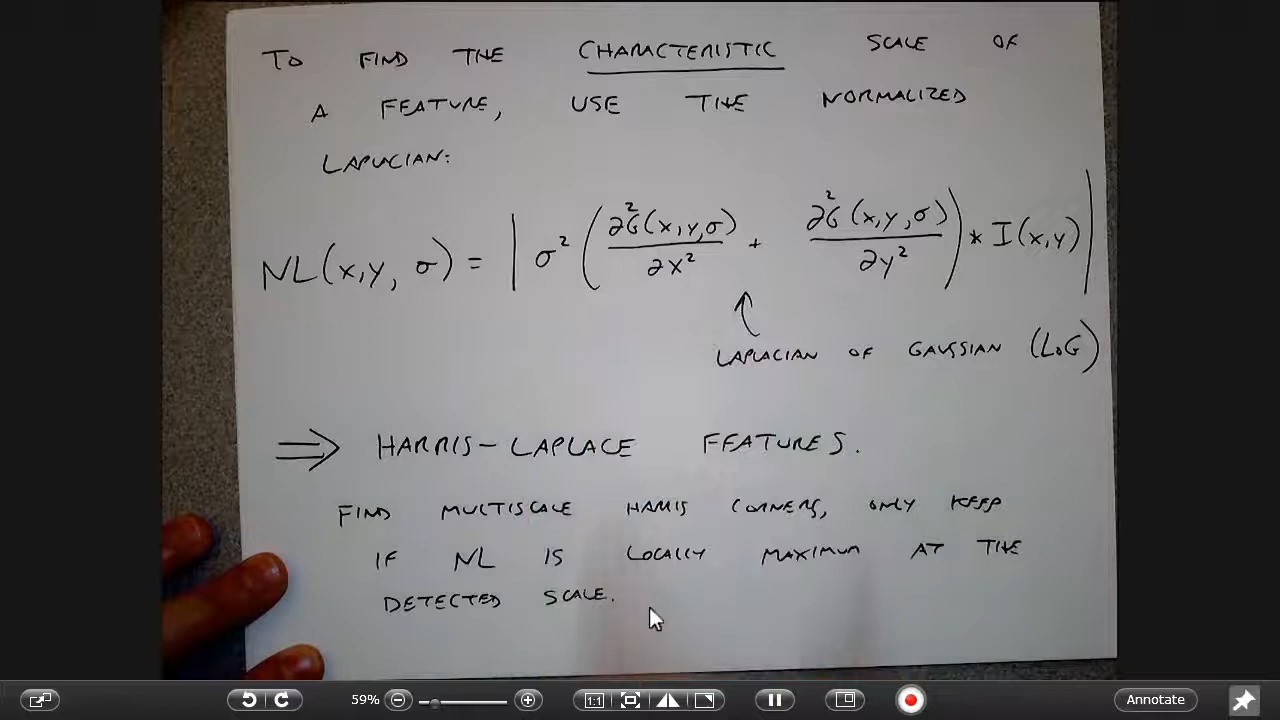 TO FIND THE CHARACTERISTIC SCALE OF
A FEATURE, USE THE NORMALIZED
LAPLACIAN:
NL(x,y, σ) = | σ² ( ∂²G(x,y,σ)/∂x² + ∂²G(x,y,σ)/∂y² ) * I(x,y) |
↑
LAPLACIAN OF GAUSSIAN (LoG)
⇒ HARRIS-LAPLACE FEATURES.
FIND MULTISCALE HARRIS CORNERS, ONLY KEEP
IF NL IS LOCALLY MAXIMUM AT THE
DETECTED SCALE.
59% 1:1 Annotate